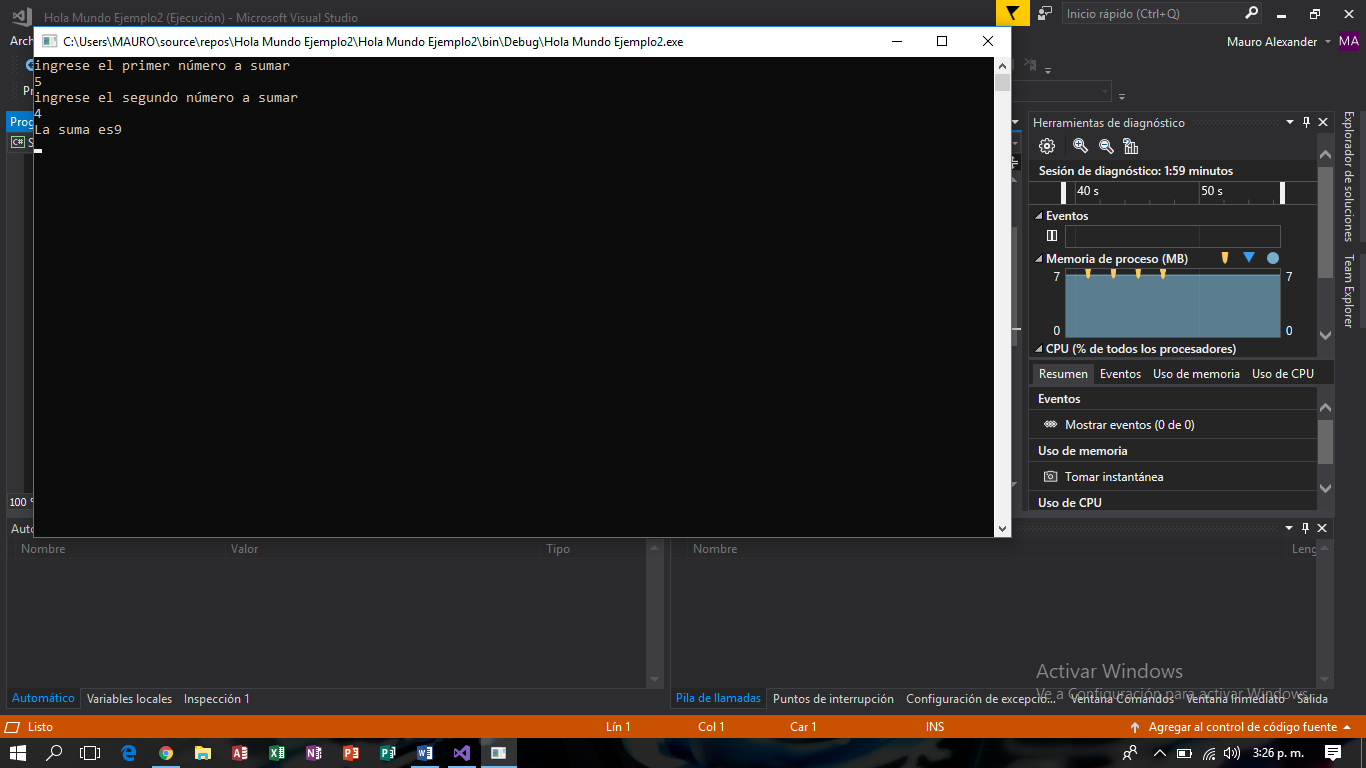 Hola Mundo Ejemplo2 (Ejecución) - Microsoft Visual Studio
Inicio rápido (Ctrl+Q)
C:\Users\MAURO\source\repos\Hola Mundo Ejemplo2\Hola Mundo Ejemplo2\bin\Debug\Hola Mundo Ejemplo2.exe
Mauro Alexander MA
ingrese el primer número a sumar
5
ingrese el segundo número a sumar
4
La suma es9
C#
Herramientas de diagnóstico
Sesión de diagnóstico: 1:59 minutos
40 s 50 s
Eventos
Memoria de proceso (MB)
7 7
0 0
CPU (% de todos los procesadores)
Resumen Eventos Uso de memoria Uso de CPU
Eventos
Mostrar eventos (0 de 0)
Uso de memoria
Tomar instantánea
Uso de CPU
Explorador de soluciones
Team Explorer
100 %
Nombre Valor Tipo
Nombre Leng
Activar Windows
Ve a Configuración para activar Windows.
Automático Variables locales Inspección 1
Pila de llamadas Puntos de interrupción Configuración de excepcio... Ventana Comandos Ventana Inmediato Salida
Listo Lín 1 Col 1 Car 1 INS Agregar al control de código fuente
3:26 p. m.